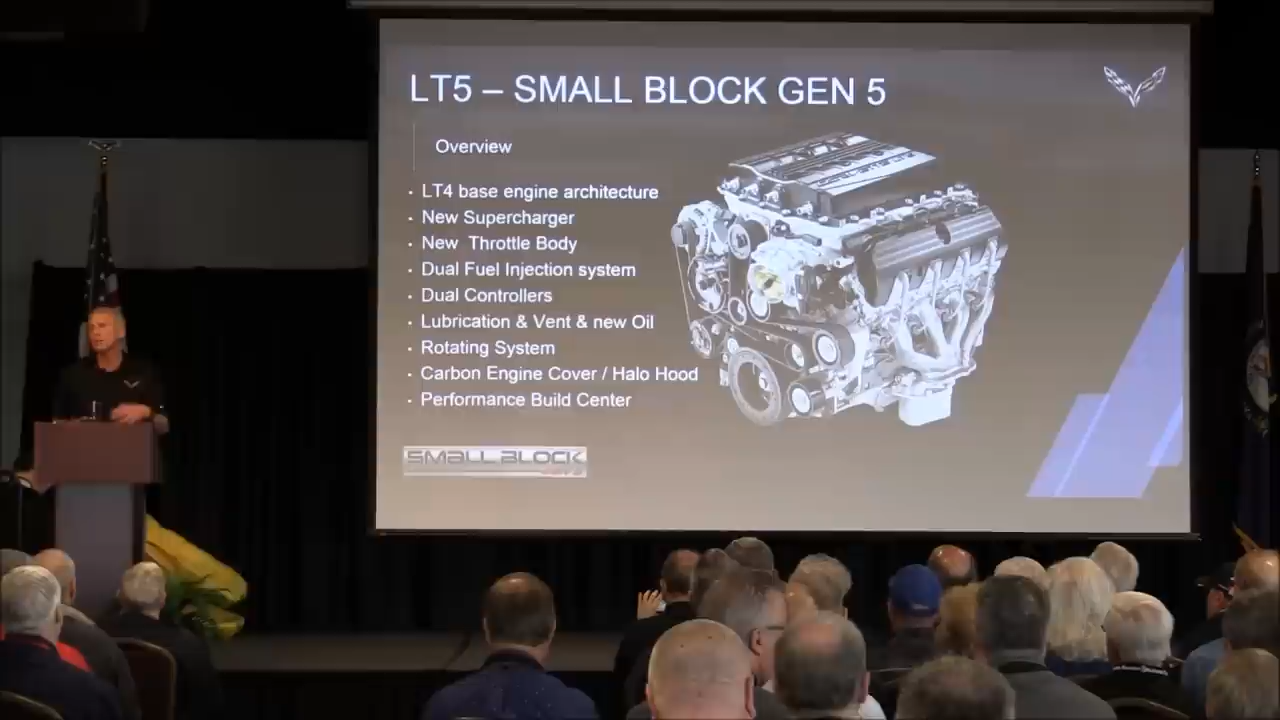 LT5 – SMALL BLOCK GEN 5
Overview
· LT4 base engine architecture
· New Supercharger
· New Throttle Body
· Dual Fuel Injection system
· Dual Controllers
· Lubrication & Vent & new Oil
· Rotating System
· Carbon Engine Cover / Halo Hood
· Performance Build Center
SMALL BLOCK